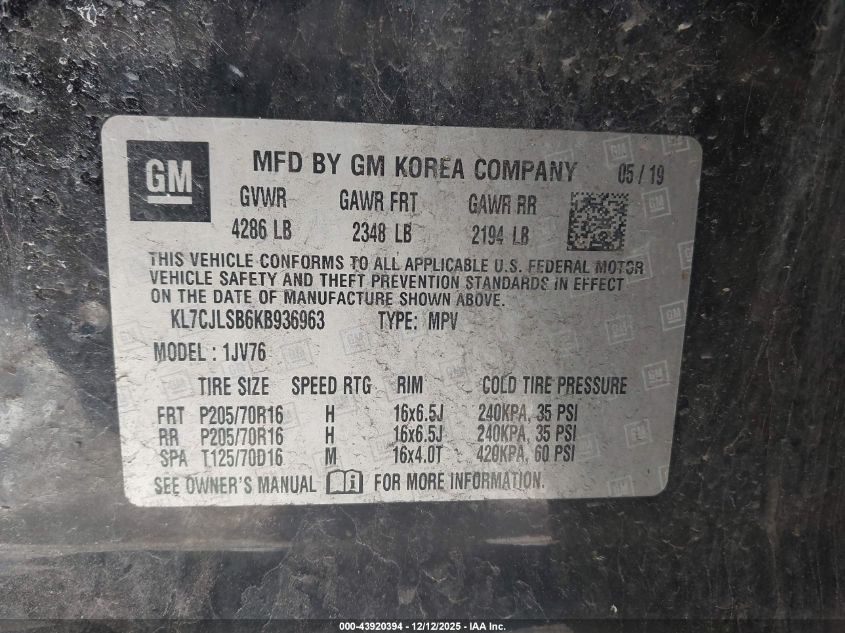 GM
MFD BY GM KOREA COMPANY 05 / 19
GVWR GAWR FRT GAWR RR
4286 LB 2348 LB 2194 LB
THIS VEHICLE CONFORMS TO ALL APPLICABLE U.S. FEDERAL MOTOR
VEHICLE SAFETY AND THEFT PREVENTION STANDARDS IN EFFECT
ON THE DATE OF MANUFACTURE SHOWN ABOVE.
KL7CJLSB6KB936963 TYPE: MPV
MODEL : 1JV76
TIRE SIZE SPEED RTG RIM COLD TIRE PRESSURE
FRT P205/70R16 H 16x6.5J 240KPA, 35 PSI
RR P205/70R16 H 16x6.5J 240KPA, 35 PSI
SPA T125/70D16 M 16x4.0T 420KPA, 60 PSI
SEE OWNER'S MANUAL i FOR MORE INFORMATION.
000-43920394 - 12/12/2025 - IAA Inc.